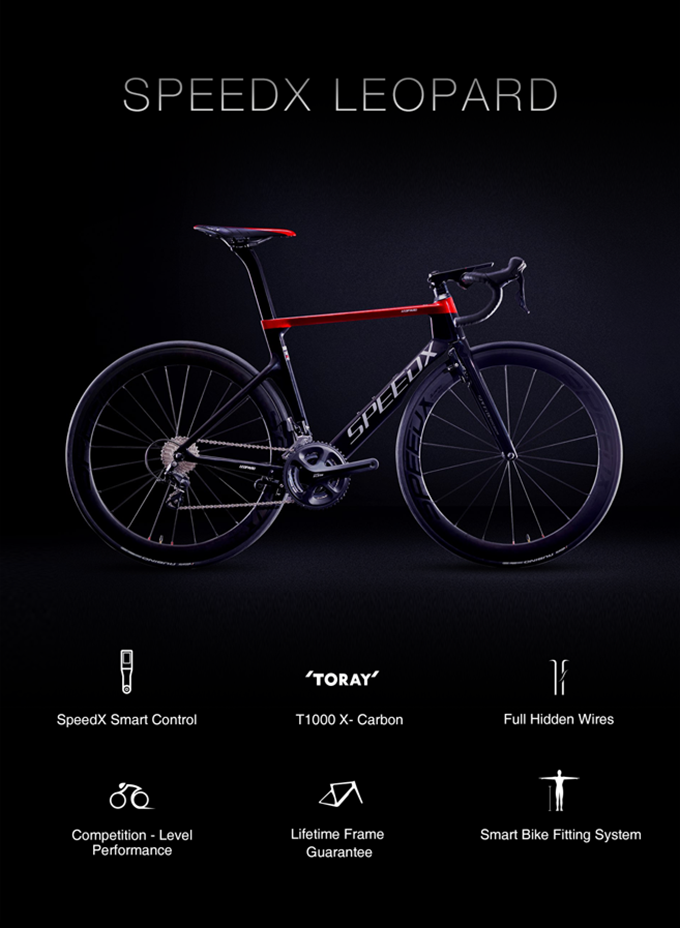 SPEEDX LEOPARD
SPEEDX
SPEEDX
SpeedX Smart Control
'TORAY'
T1000 X- Carbon
Full Hidden Wires
Competition - Level
Performance
Lifetime Frame
Guarantee
Smart Bike Fitting System